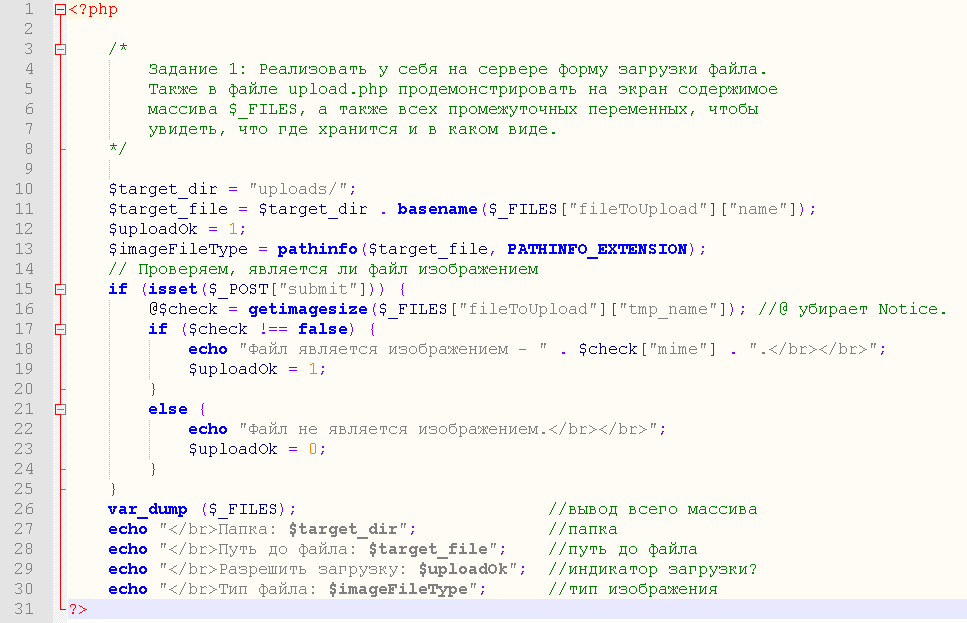 1 <?php
2
3     /*
4         Задание 1: Реализовать у себя на сервере форму загрузки файла.
5         Также в файле upload.php продемонстрировать на экран содержимое
6         массива $_FILES, а также всех промежуточных переменных, чтобы
7         увидеть, что где хранится и в каком виде.
8     */
9
10     $target_dir = "uploads/";
11     $target_file = $target_dir . basename($_FILES["fileToUpload"]["name"]);
12     $uploadOk = 1;
13     $imageFileType = pathinfo($target_file, PATHINFO_EXTENSION);
14     // Проверяем, является ли файл изображением
15     if (isset($_POST["submit"])) {
16         @$check = getimagesize($_FILES["fileToUpload"]["tmp_name"]); //@ убирает Notice.
17         if ($check !== false) {
18             echo "Файл является изображением - " . $check["mime"] . ".</br></br>";
19             $uploadOk = 1;
20         }
21         else {
22             echo "Файл не является изображением.</br></br>";
23             $uploadOk = 0;
24         }
25     }
26     var_dump ($_FILES);                         //вывод всего массива
27     echo "</br>Папка: $target_dir";             //папка
28     echo "</br>Путь до файла: $target_file";    //путь до файла
29     echo "</br>Разрешить загрузку: $uploadOk";  //индикатор загрузки?
30     echo "</br>Тип файла: $imageFileType";      //тип изображения
31 ?>